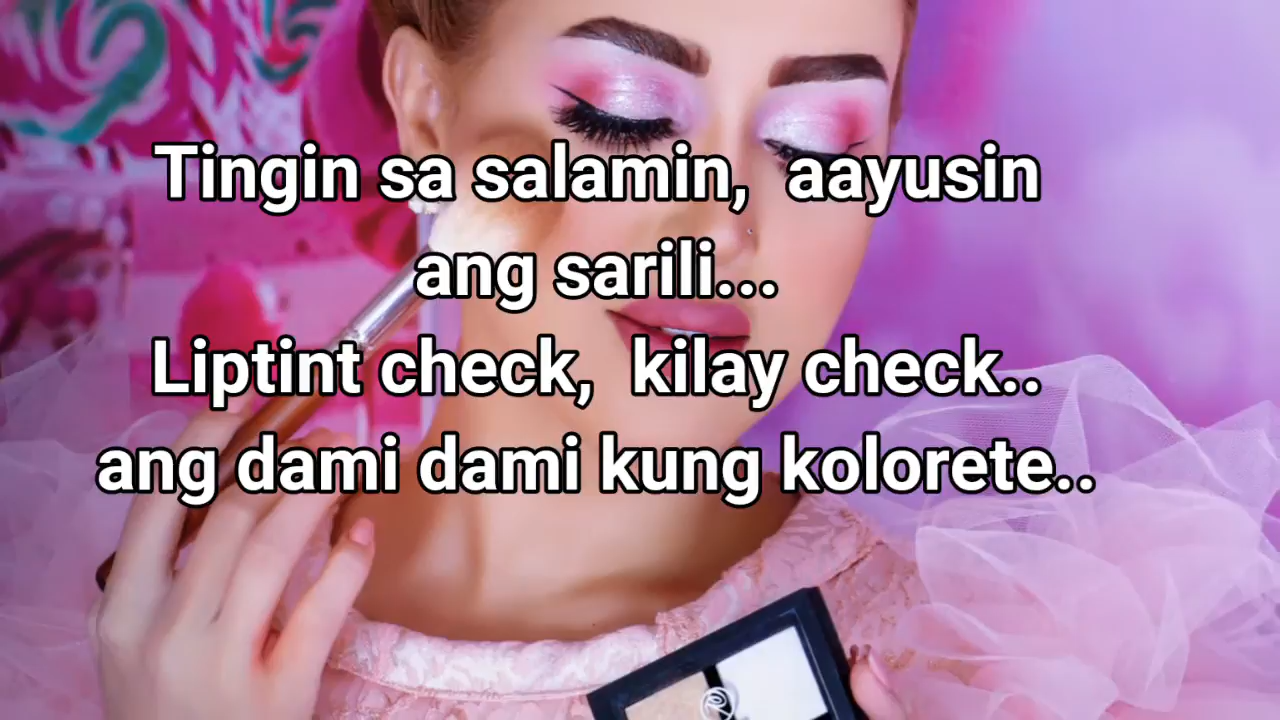 Tingin sa salamin,  aayusin
ang sarili...
Liptint check,  kilay check..
ang dami dami kung kolorete..